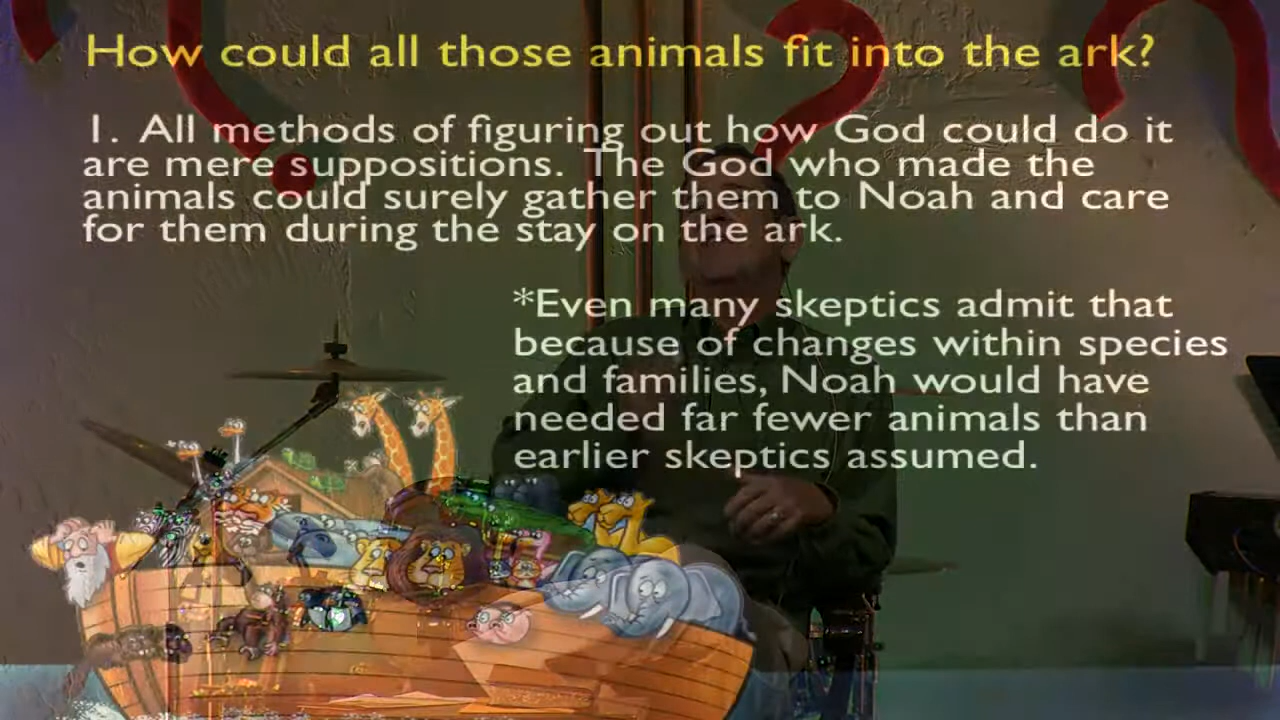 How could all those animals fit into the ark?
1. All methods of figuring out how God could do it
are mere suppositions. The God who made the
animals could surely gather them to Noah and care
for them during the stay on the ark.
*Even many skeptics admit that
because of changes within species
and families, Noah would have
needed far fewer animals than
earlier skeptics assumed.